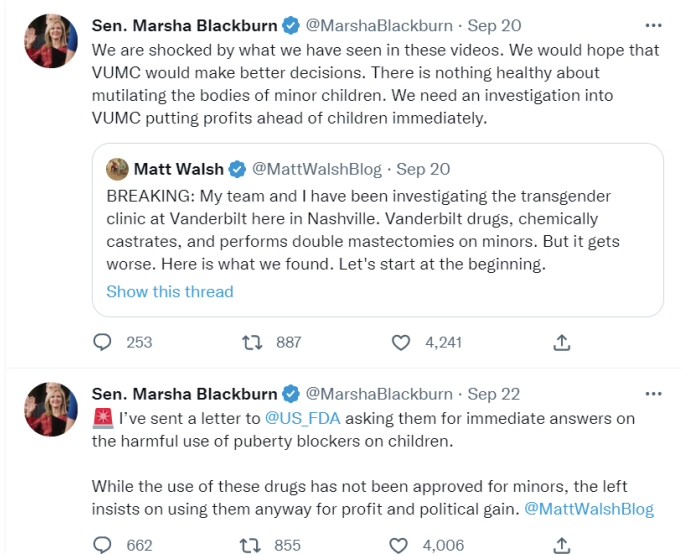 Sen. Marsha Blackburn @MarshaBlackburn · Sep 20
We are shocked by what we have seen in these videos. We would hope that
VUMC would make better decisions. There is nothing healthy about
mutilating the bodies of minor children. We need an investigation into
VUMC putting profits ahead of children immediately.
Matt Walsh @MattWalshBlog · Sep 20
BREAKING: My team and I have been investigating the transgender
clinic at Vanderbilt here in Nashville. Vanderbilt drugs, chemically
castrates, and performs double mastectomies on minors. But it gets
worse. Here is what we found. Let's start at the beginning.
Show this thread
253 887 4,241
Sen. Marsha Blackburn @MarshaBlackburn · Sep 22
🚨 I've sent a letter to @US_FDA asking them for immediate answers on
the harmful use of puberty blockers on children.
While the use of these drugs has not been approved for minors, the left
insists on using them anyway for profit and political gain. @MattWalshBlog
662 855 4,006